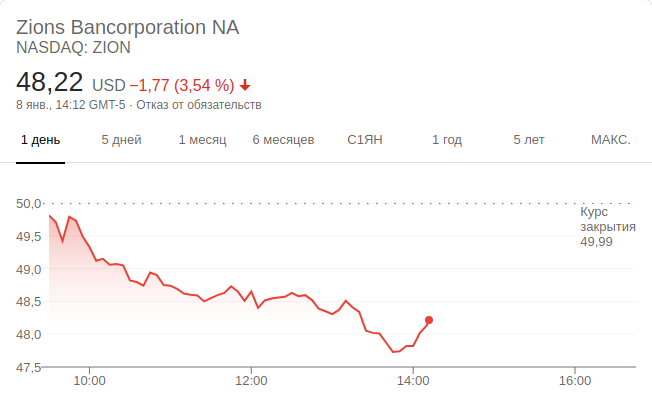 Zions Bancorporation NA
NASDAQ: ZION
48,22 USD −1,77 (3,54 %)
8 янв., 14:12 GMT-5 · Отказ от обязательств
1 день 5 дней 1 месяц 6 месяцев С1ЯН 1 год 5 лет МАКС.
50,0
Курс
закрытия
49,99
49,5
49,0
48,5
48,0
47,5
10:00 12:00 14:00 16:00